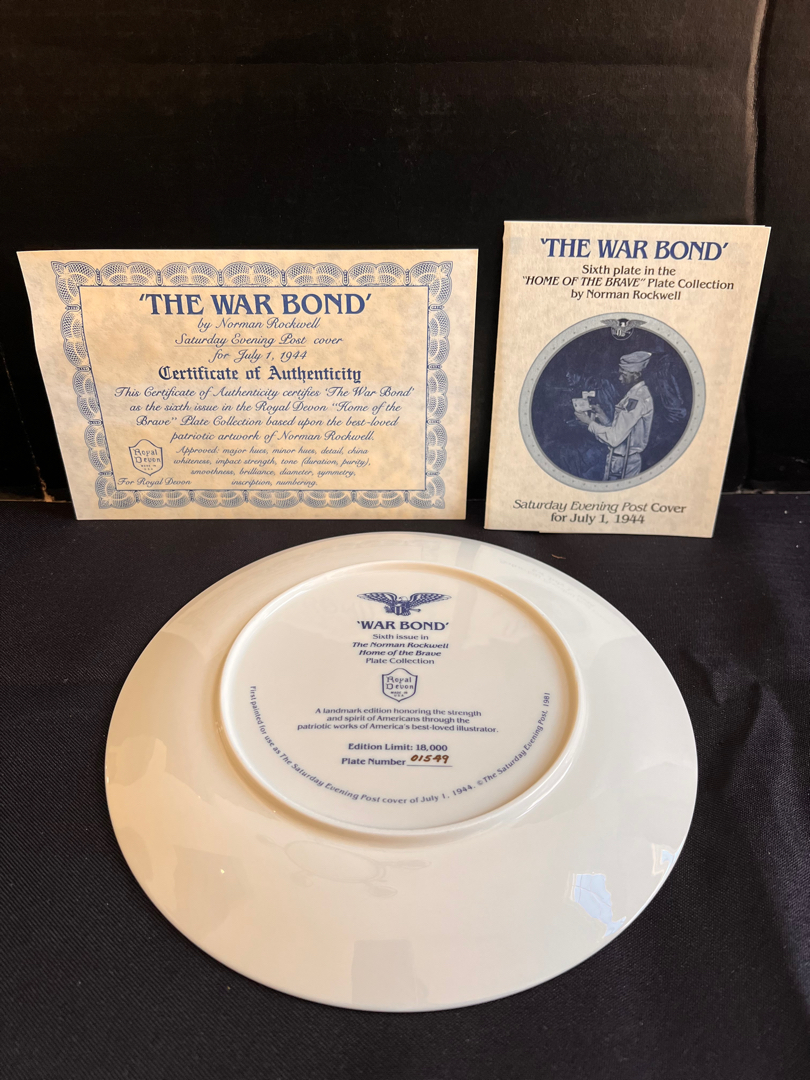 'THE WAR BOND'
by Norman Rockwell
Saturday Evening Post cover
for July 1, 1944
Certificate of Authenticity
This Certificate of Authenticity certifies 'The War Bond'
as the sixth issue in the Royal Devon "Home of the
Brave" Plate Collection based upon the best-loved
patriotic artwork of Norman Rockwell.
Approved: major hues, minor hues, detail, china
whiteness, impact strength, tone (duration, purity),
smoothness, brilliance, diameter, symmetry,
inscription, numbering.
Royal
Devon
MADE IN
U.S.A.
For Royal Devon
'THE WAR BOND'
Sixth plate in the
"HOME OF THE BRAVE" Plate Collection
by Norman Rockwell
Saturday Evening Post Cover
for July 1, 1944
'WAR BOND'
Sixth issue in
The Norman Rockwell
Home of the Brave
Plate Collection
Royal
Devon
MADE IN
U.S.A.
A landmark edition honoring the strength
and spirit of Americans through the
patriotic works of America's best-loved illustrator.
Edition Limit: 18,000
Plate Number 01549
First painted for use as The Saturday Evening Post cover of July 1, 1944. © The Saturday Evening Post, 1981